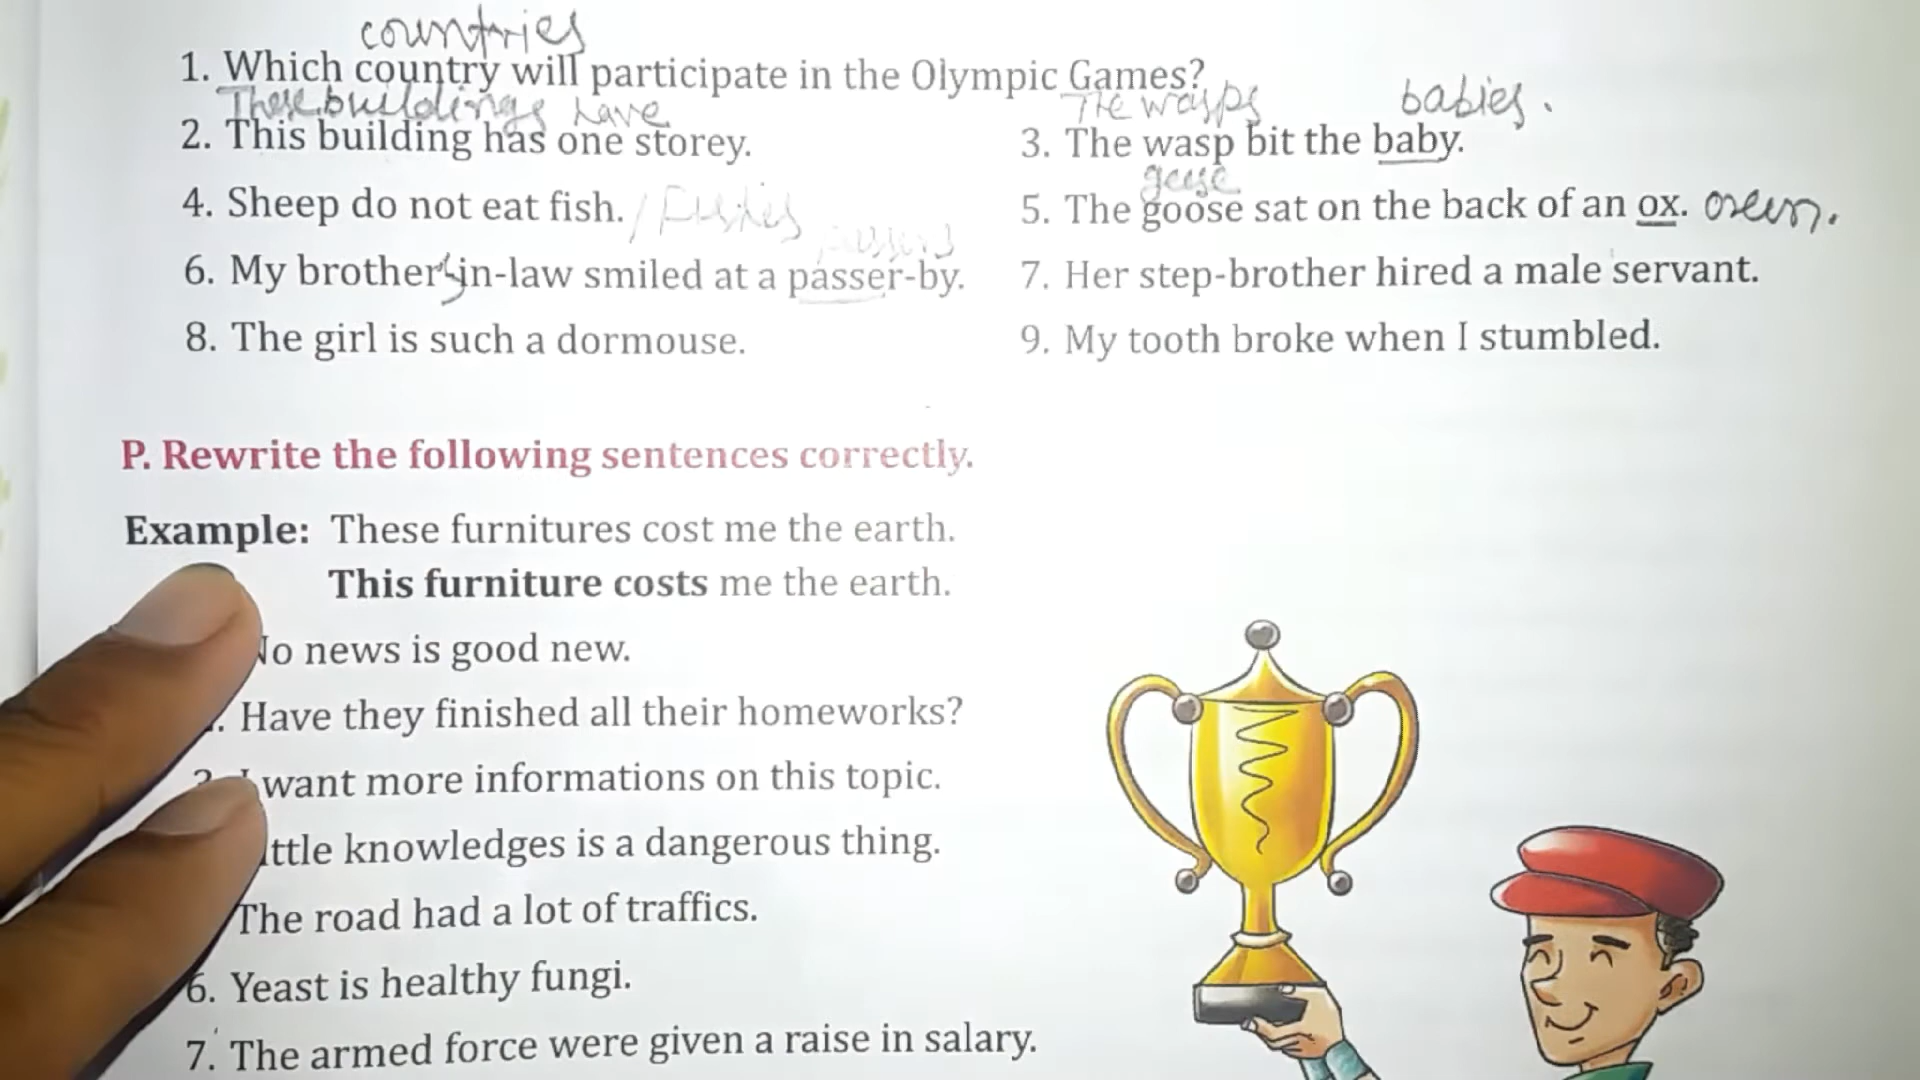 countries
1. Which country will participate in the Olympic Games?
These buildings have
2. This building has one storey.
The wasps babies.
3. The wasp bit the baby.
4. Sheep do not eat fish. / Fishes
geese
5. The goose sat on the back of an ox. oxen.
passers
6. My brother's in-law smiled at a passer-by.
7. Her step-brother hired a male servant.
8. The girl is such a dormouse.
9. My tooth broke when I stumbled.
P. Rewrite the following sentences correctly.
Example: These furnitures cost me the earth.
This furniture costs me the earth.
No news is good new.
. Have they finished all their homeworks?
3. I want more informations on this topic.
ttle knowledges is a dangerous thing.
The road had a lot of traffics.
6. Yeast is healthy fungi.
7. The armed force were given a raise in salary.